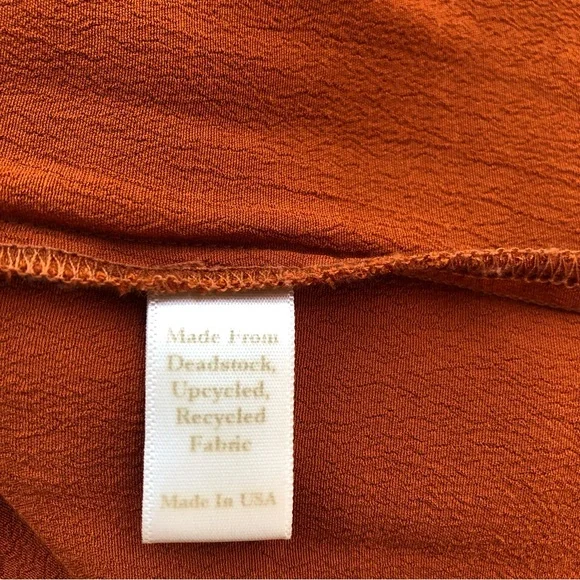 Made From
Deadstock,
Upcycled,
Recycled
Fabric
Made In USA